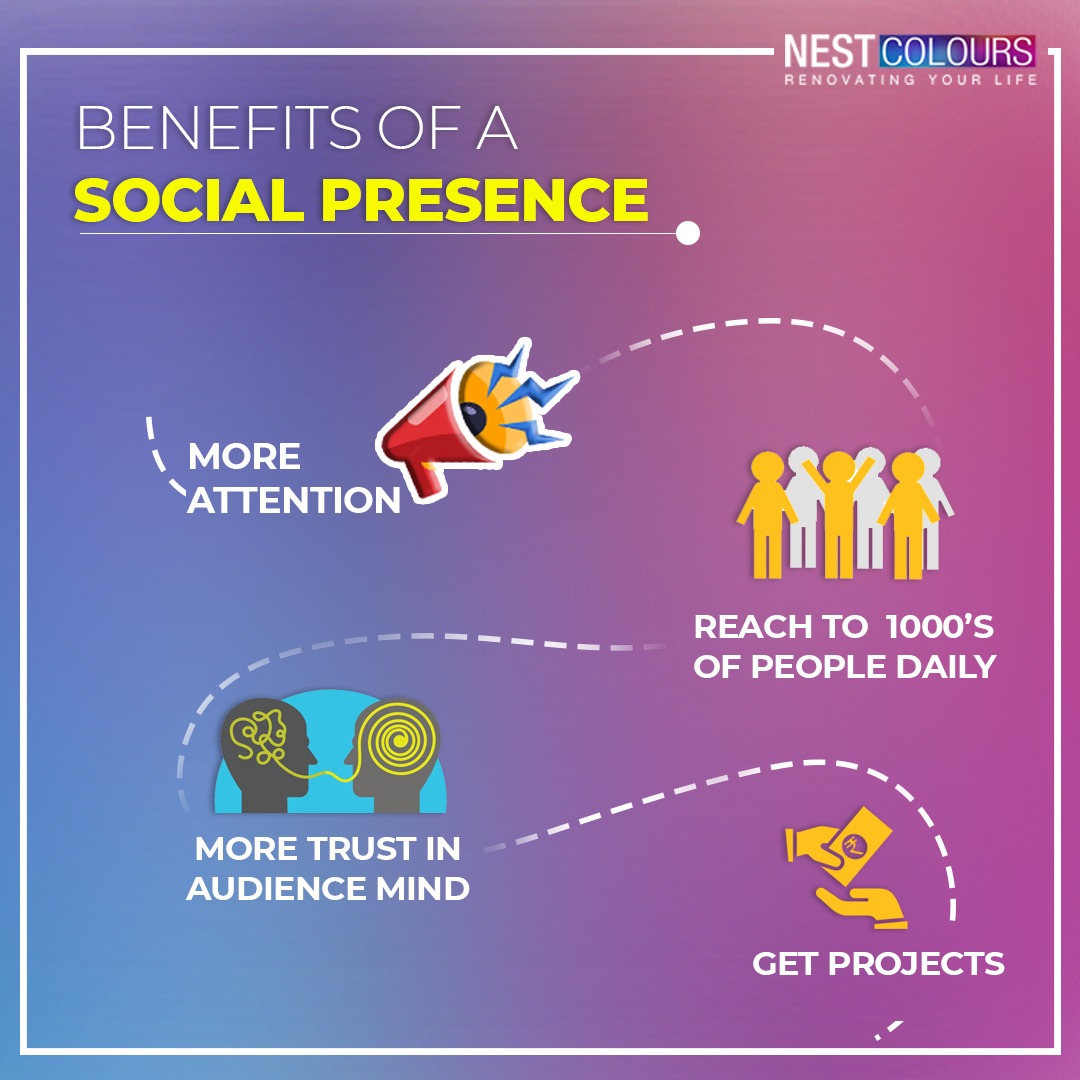 NEST COLOURS
RENOVATING YOUR LIFE
BENEFITS OF A
SOCIAL PRESENCE
MORE
ATTENTION
REACH TO 1000'S
OF PEOPLE DAILY
MORE TRUST IN
AUDIENCE MIND
₹
GET PROJECTS